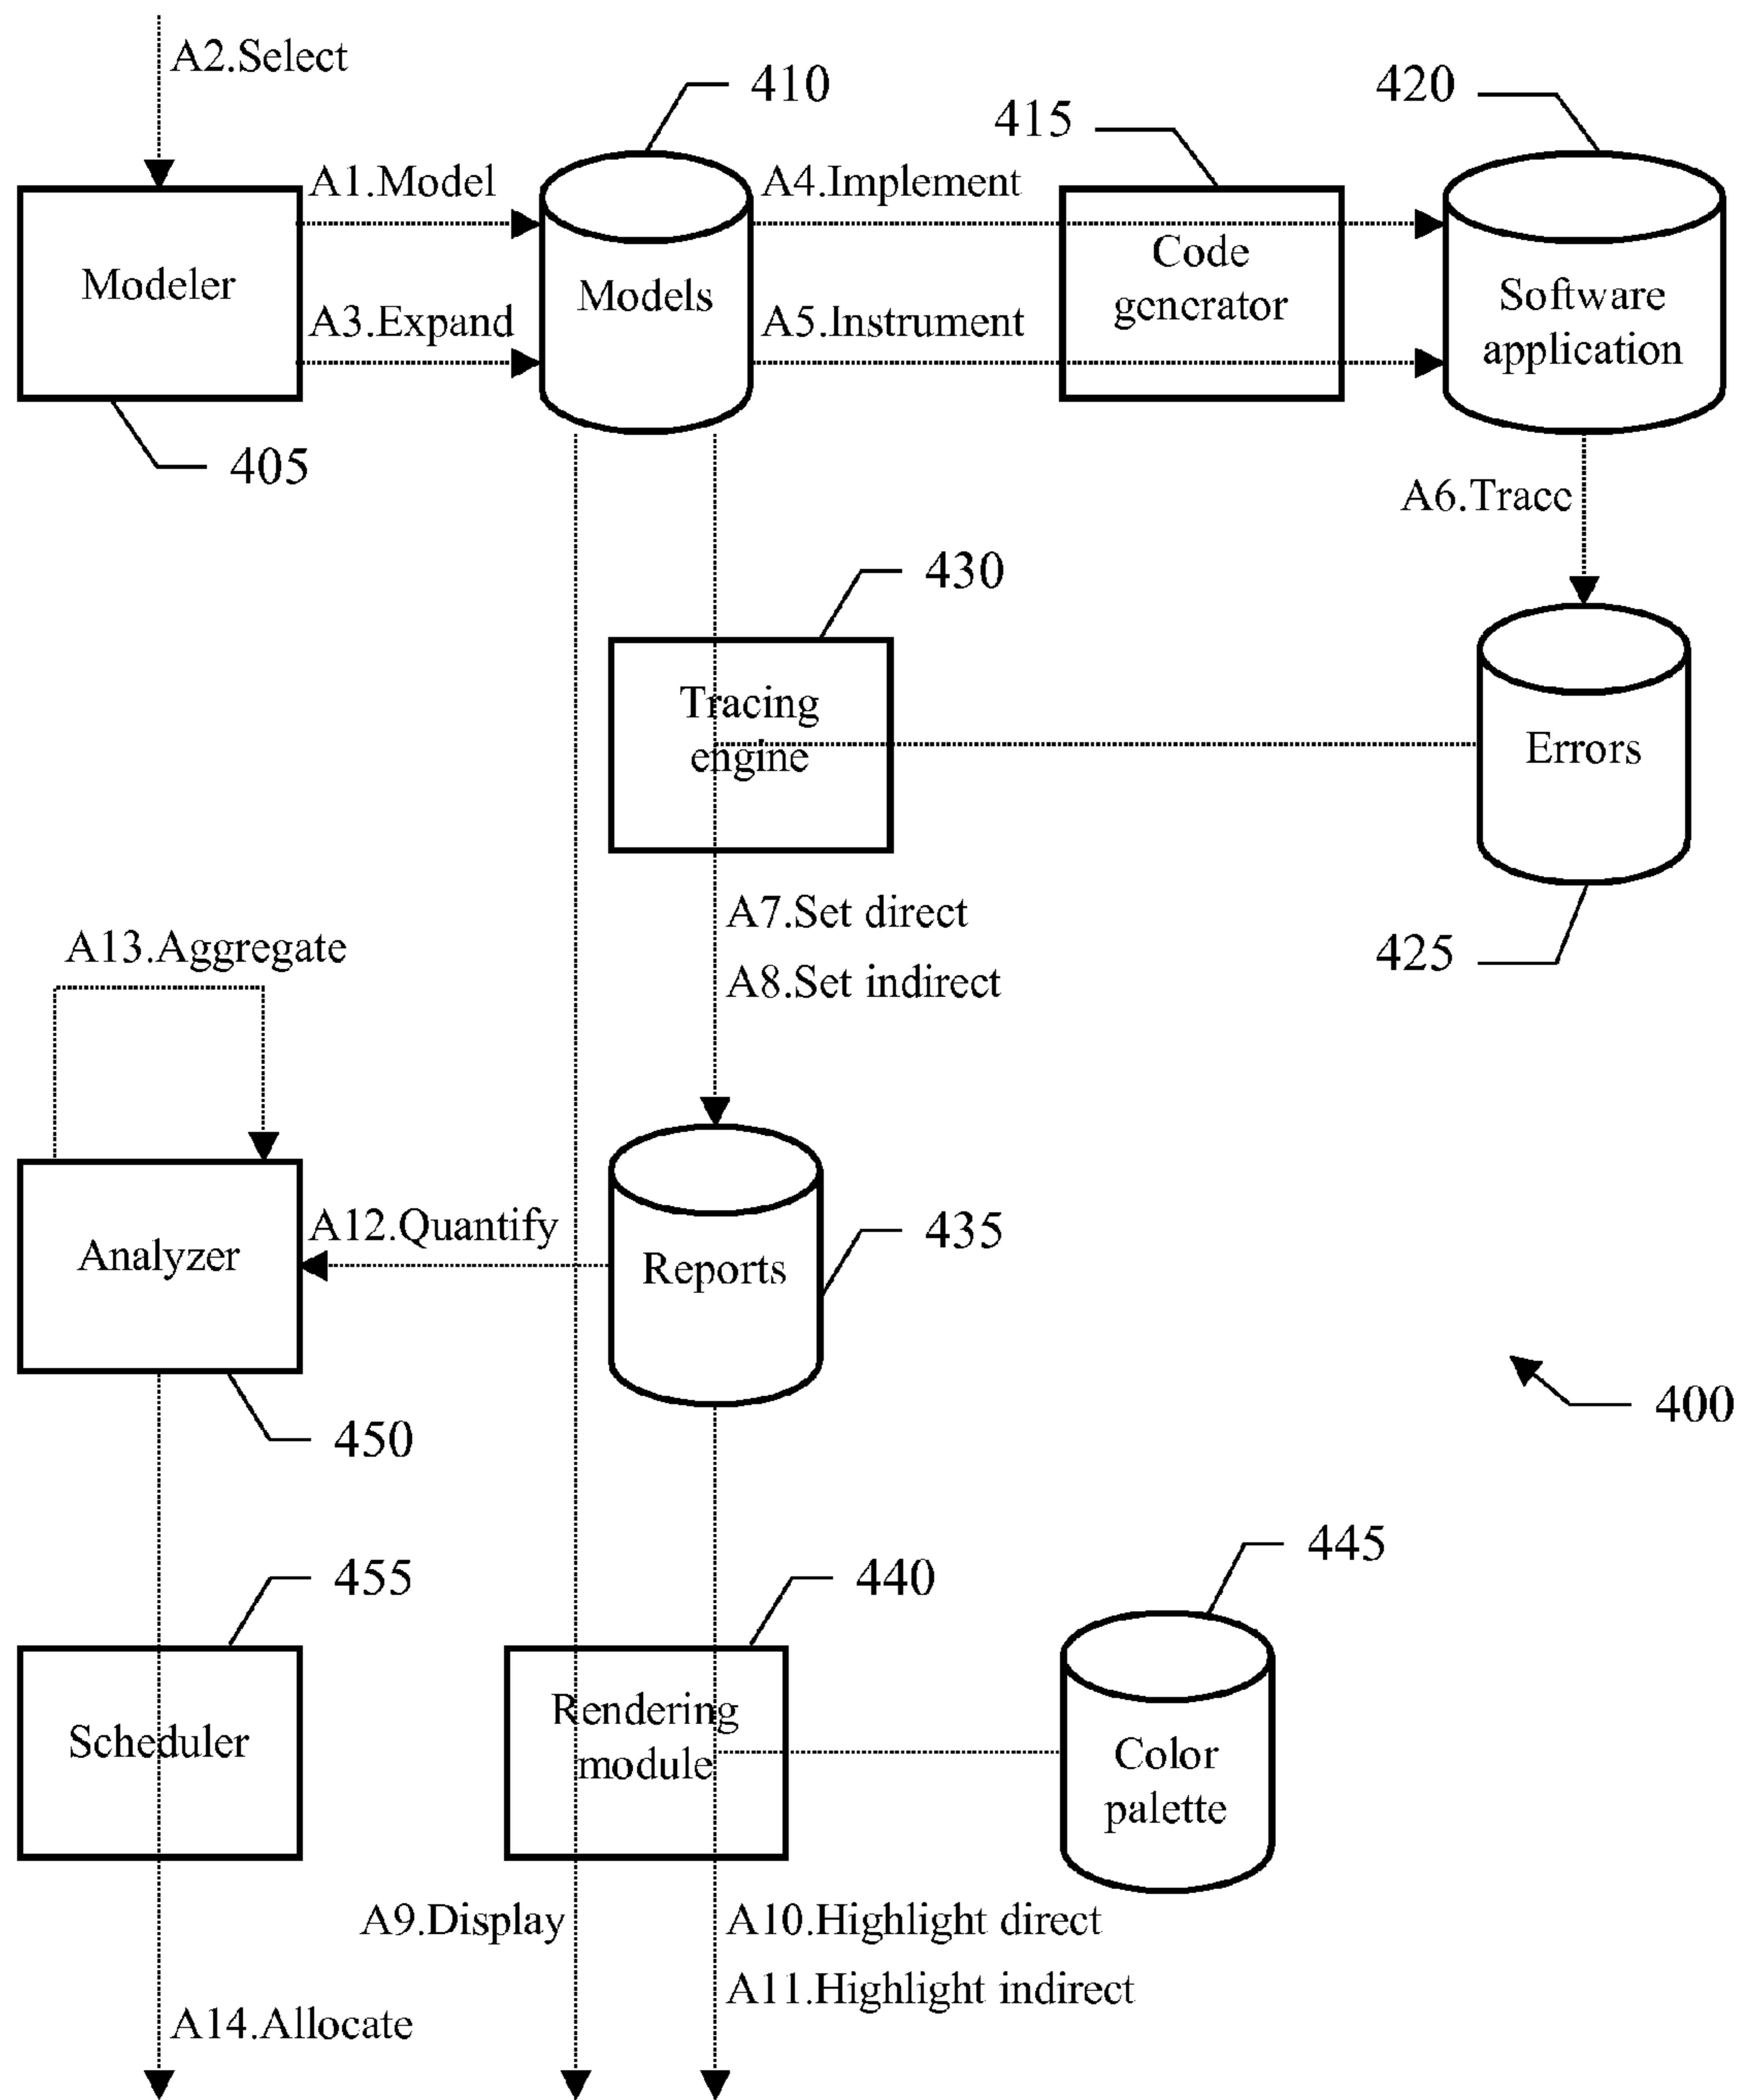 A2.Select
410
420
415
A1.Model
A4.Implement
Modeler
Models
Code
generator
Software
application
A3.Expand
A5.Instrument
405
A6.Trace
430
Tracing
engine
Errors
A7.Set direct
A8.Set indirect
425
A13.Aggregate
A12.Quantify
435
Analyzer
Reports
400
450
445
455
440
Scheduler
Rendering
module
Color
palette
A9.Display
A10.Highlight direct
A11.Highlight indirect
A14.Allocate